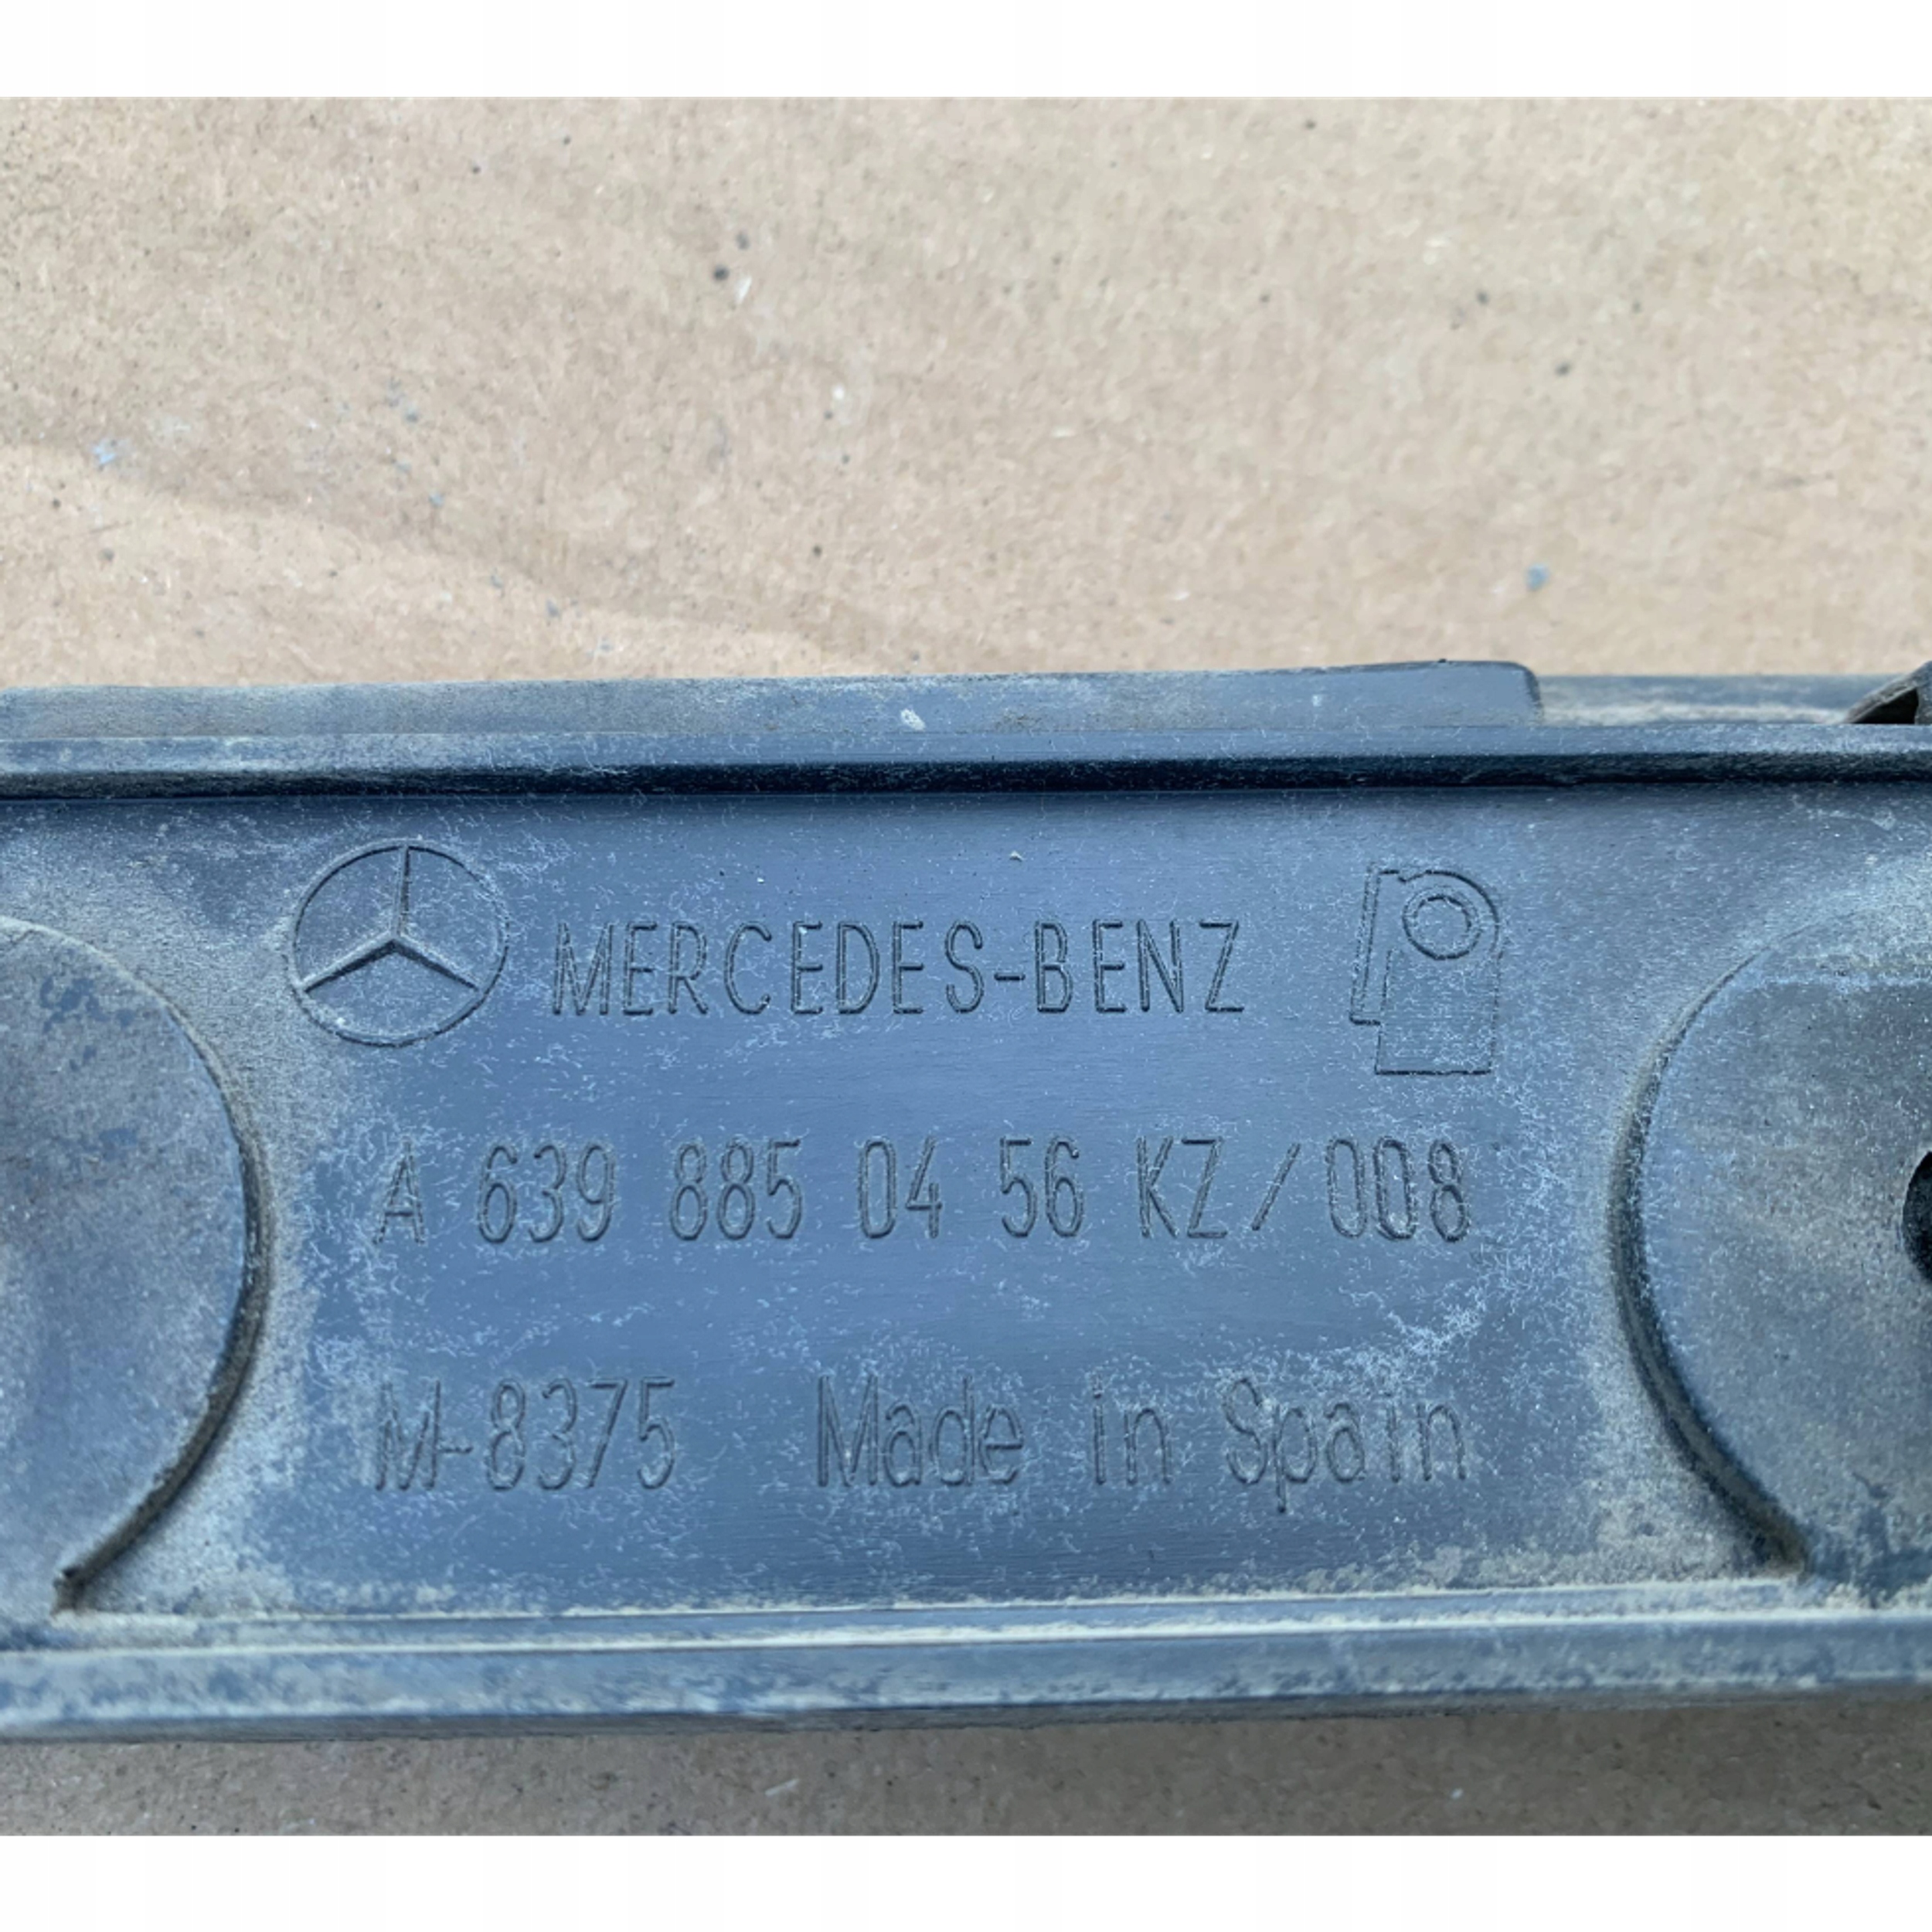 MERCEDES-BENZ
A 639 885 04 56 KZ/008
M-8375 Made in Spain